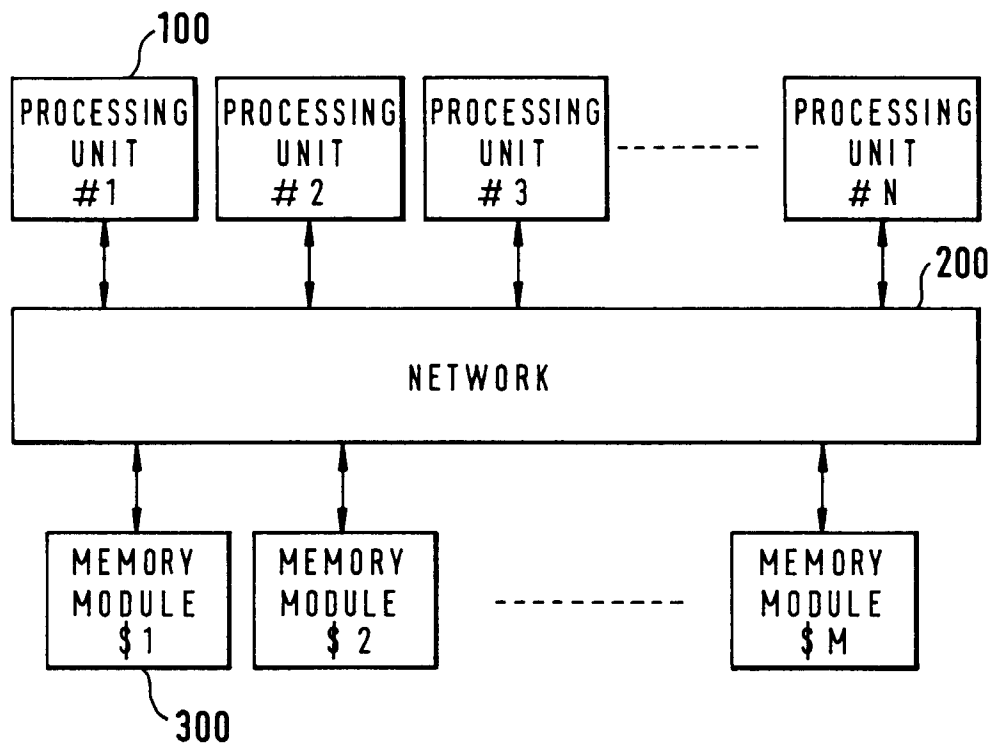 100
PROCESSING UNIT #1
PROCESSING UNIT #2
PROCESSING UNIT #3
PROCESSING UNIT #N
200
NETWORK
MEMORY MODULE $1
MEMORY MODULE $2
MEMORY MODULE $M
300